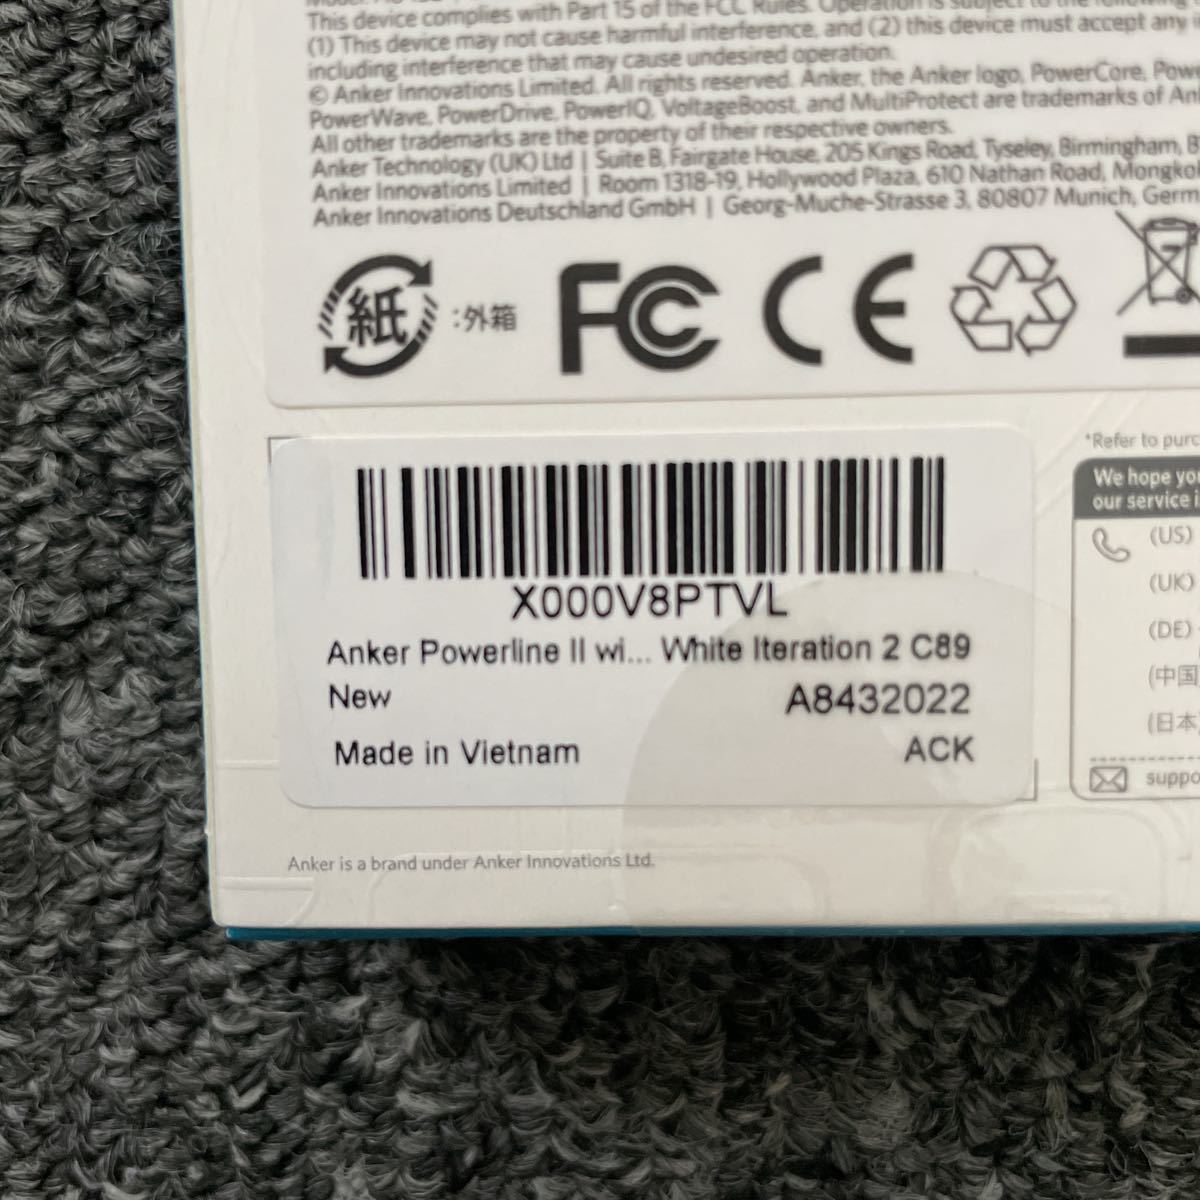 This device complies with Part 15 of the FCC Rules. Operation is subject to the following
(1) This device may not cause harmful interference, and (2) this device must accept any
including interference that may cause undesired operation.
© Anker Innovations Limited. All rights reserved. Anker, the Anker logo, PowerCore,
PowerWave, PowerDrive, PowerIQ, VoltageBoost, and MultiProtect are trademarks of
All other trademarks are the property of their respective owners.
Anker Technology (UK) Ltd | Suite B, Fairgate House, 205 Kings Road, Tyseley, Birmingham, B
Anker Innovations Limited | Room 1318-19, Hollywood Plaza, 610 Nathan Road, Mongkok
Anker Innovations Deutschland GmbH | Georg-Muche-Strasse 3, 80807 Munich, Germ
紙 :外箱 FC CE
*Refer to purc
We hope you
our service
(US)
(UK)
(DE)
(中国
(日本
suppo
X000V8PTVL
Anker Powerline II wi... White Iteration 2 C89
New A8432022
Made in Vietnam ACK
Anker is a brand under Anker Innovations Ltd.